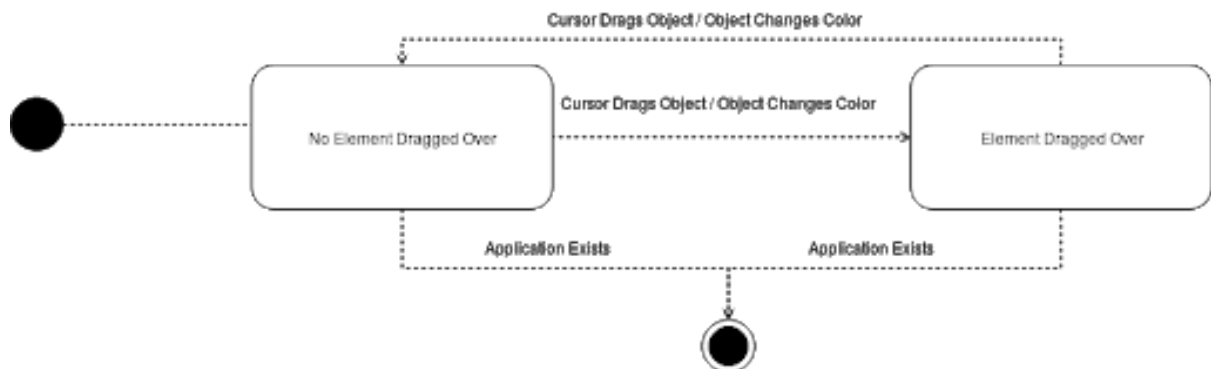 Cursor Drags Object / Object Changes Color
Cursor Drags Object / Object Changes Color
No Element Dragged Over
Element Dragged Over
Application Exists
Application Exists